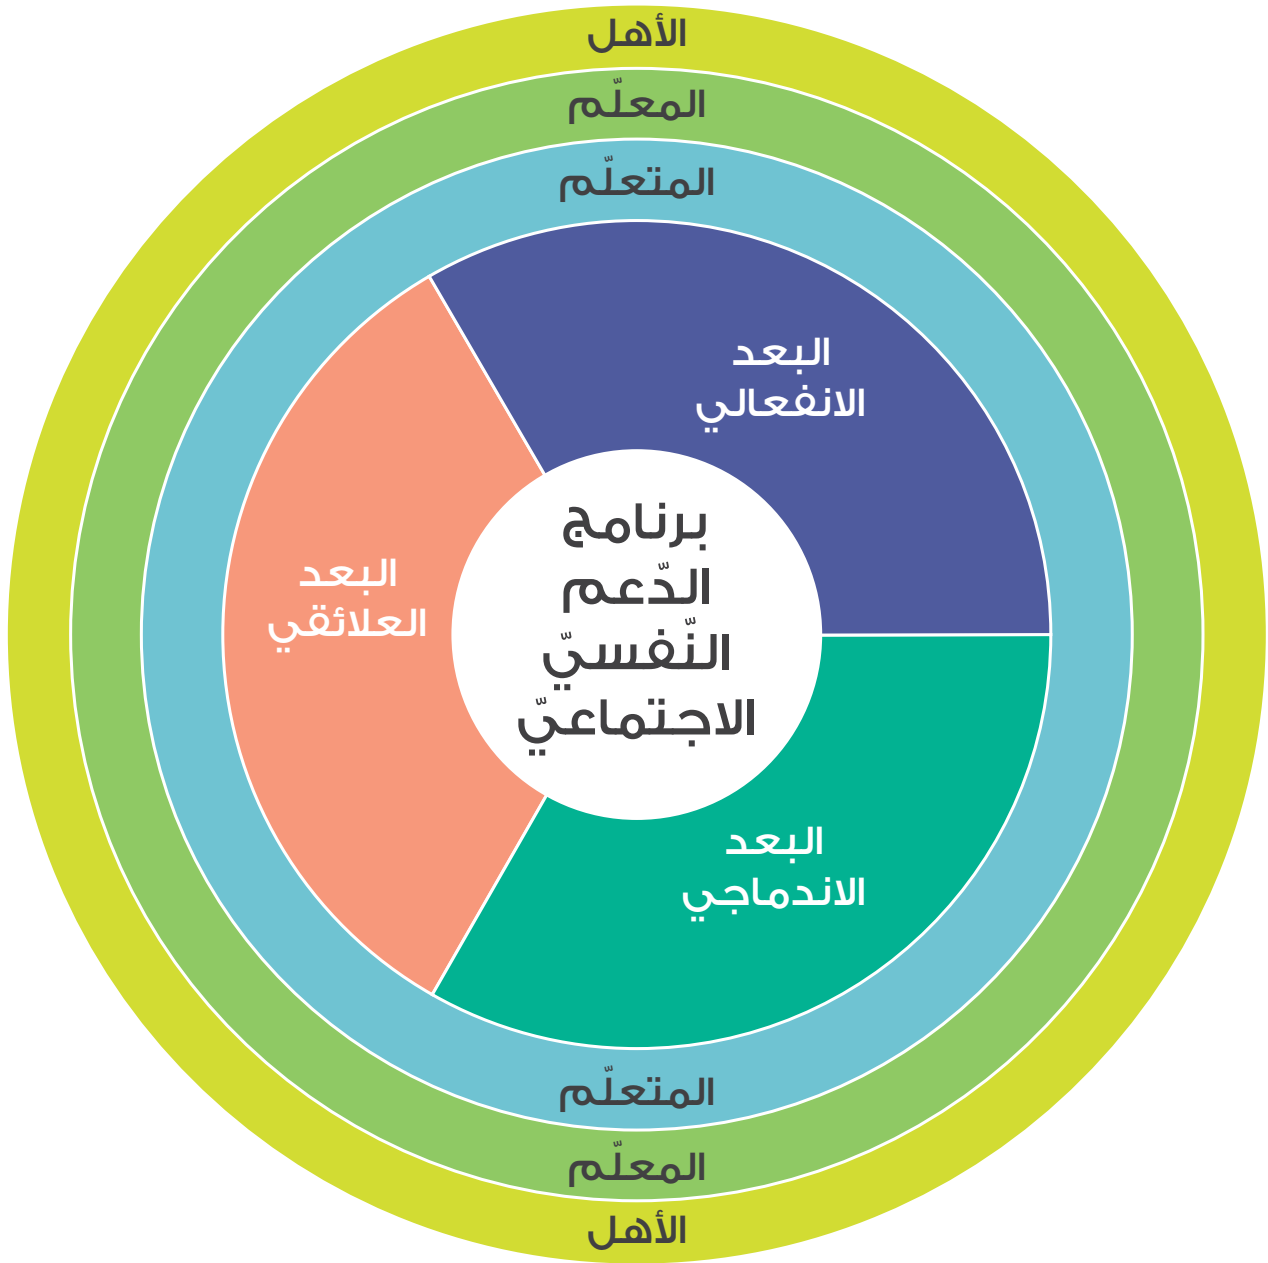 الأهل
المعلّم
المتعلّم
البعد
الانفعالي
برنامج
الدّعم
النّفسيّ
الاجتماعيّ
البعد
العلائقي
البعد
الاندماجي
المتعلّم
المعلّم
الأهل